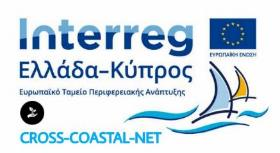 Interreg
ΕΥΡΩΠΑΪΚΗ ΕΝΩΣΗ
Ελλάδα-Κύπρος
Ευρωπαϊκό Ταμείο Περιφερειακής Ανάπτυξης
CROSS-COASTAL-NET